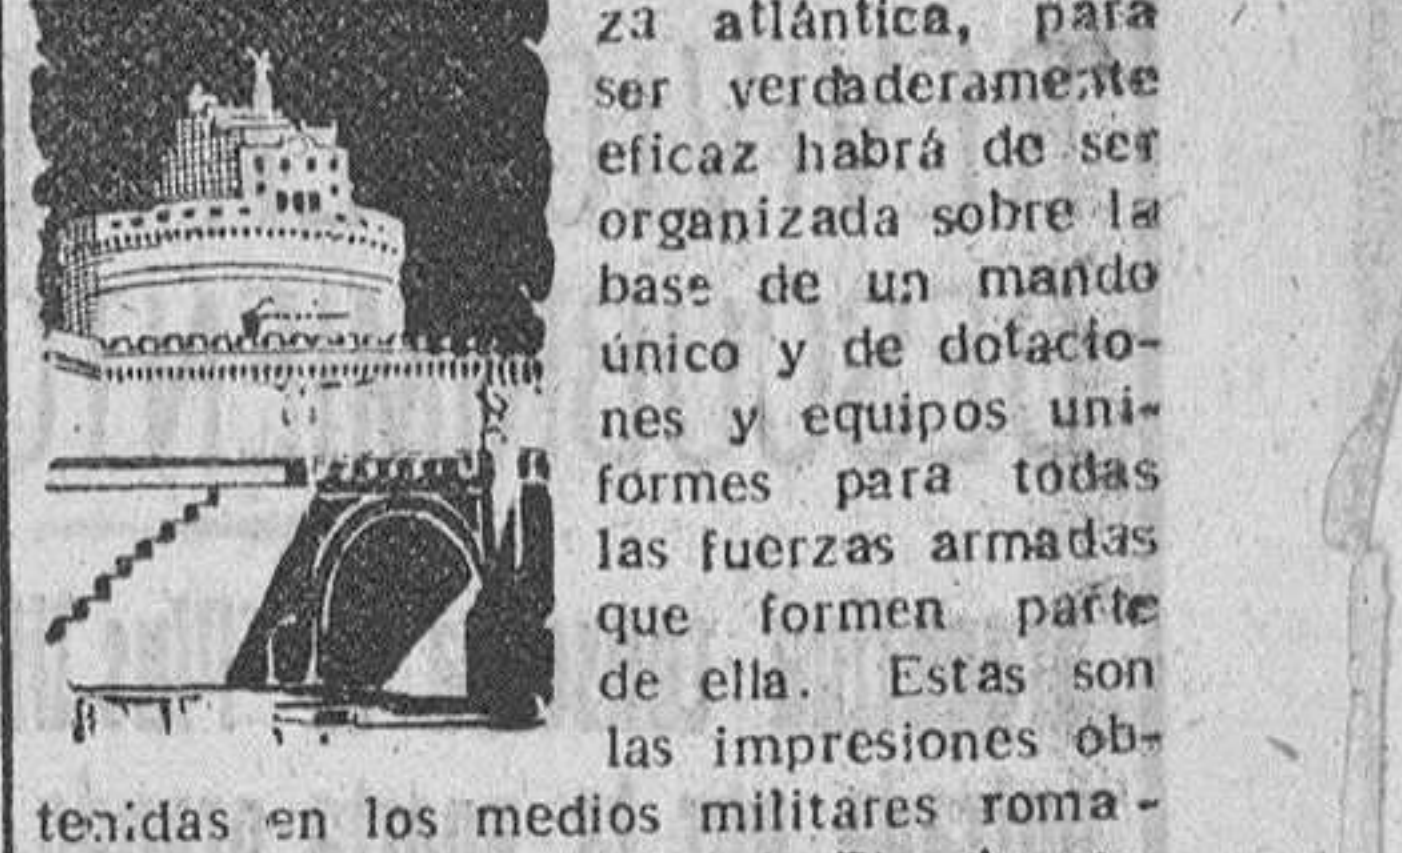 za atlántica, para
ser verdaderamente
eficaz habrá de ser
organizada sobre la
base de un mando
único y de dotacio-
nes y equipos uni-
formes para todas
las fuerzas armadas
que formen parte
de ella. Estas son
las impresiones ob-
tenidas en los medios militares roma-